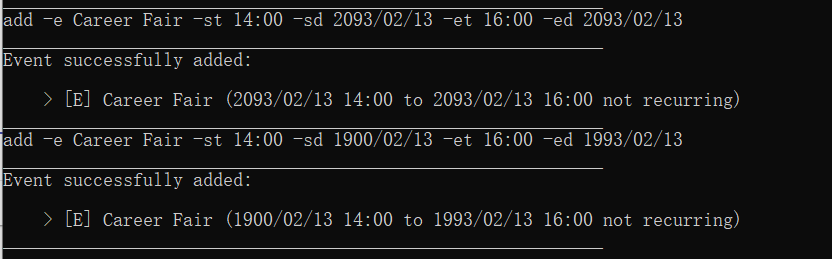 add -e Career Fair -st 14:00 -sd 2093/02/13 -et 16:00 -ed 2093/02/13
Event successfully added:
> [E] Career Fair (2093/02/13 14:00 to 2093/02/13 16:00 not recurring)
add -e Career Fair -st 14:00 -sd 1900/02/13 -et 16:00 -ed 1993/02/13
Event successfully added:
> [E] Career Fair (1900/02/13 14:00 to 1993/02/13 16:00 not recurring)